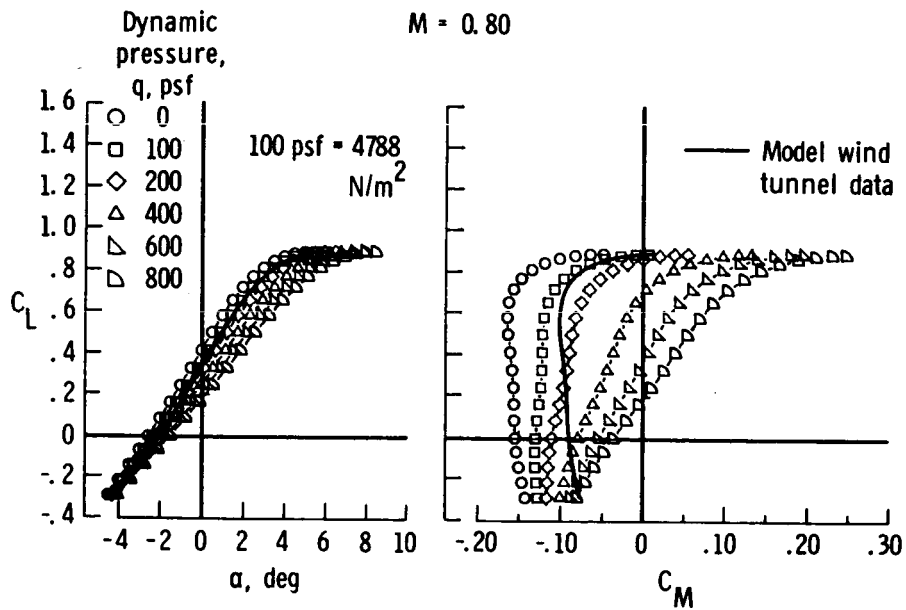 Dynamic
pressure,
q, psf
M = 0.80
0
100
200
400
600
800
100 psf = 4788
N/m²
Model wind
tunnel data
C_L
1.6
1.4
1.2
1.0
.8
.6
.4
.2
0
-.2
-.4
-4 -2 0 2 4 6 8 10
α, deg
-.20 -.10 0 .10 .20 .30
C_M